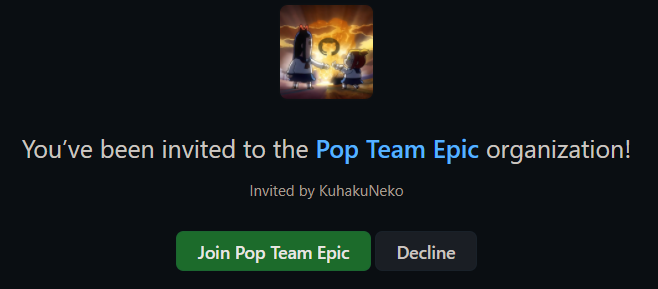 You’ve been invited to the Pop Team Epic organization!
Invited by KuhakuNeko
Join Pop Team Epic Decline